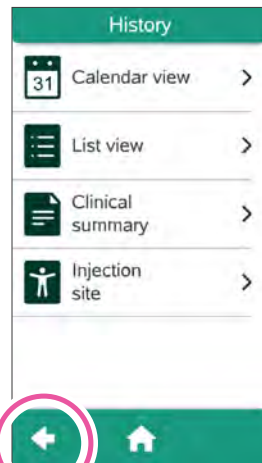 History
31
Calendar view
List view
Clinical
summary
Injection
site